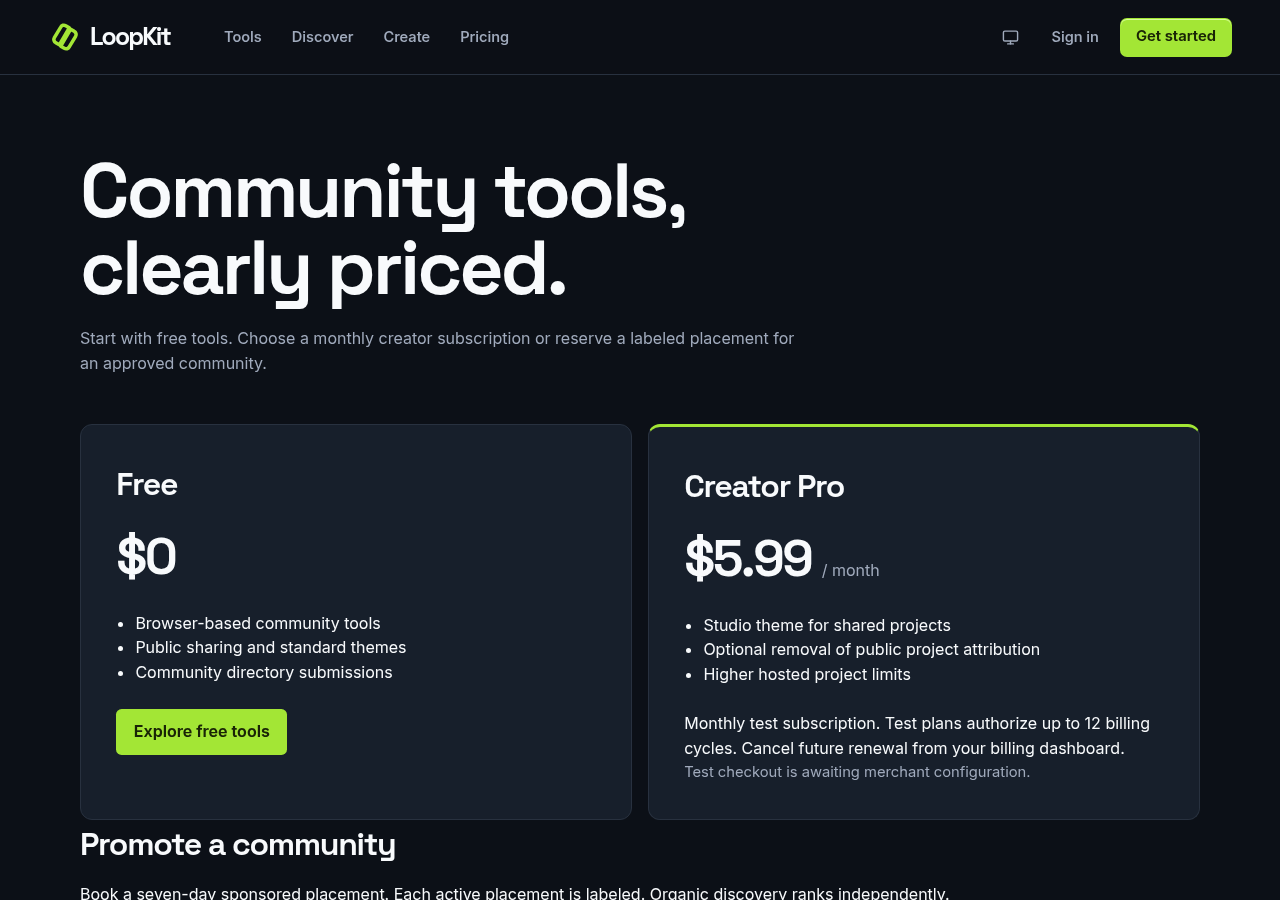 LoopKit
Tools
Discover
Create
Pricing
Sign in
Get started
Community tools,
clearly priced.
Start with free tools. Choose a monthly creator subscription or reserve a labeled placement for
an approved community.
Free
$0
• Browser-based community tools
• Public sharing and standard themes
• Community directory submissions
Explore free tools
Creator Pro
$5.99 / month
• Studio theme for shared projects
• Optional removal of public project attribution
• Higher hosted project limits
Monthly test subscription. Test plans authorize up to 12 billing
cycles. Cancel future renewal from your billing dashboard.
Test checkout is awaiting merchant configuration.
Promote a community
Book a seven-day sponsored placement. Each active placement is labeled. Organic discovery ranks independently.